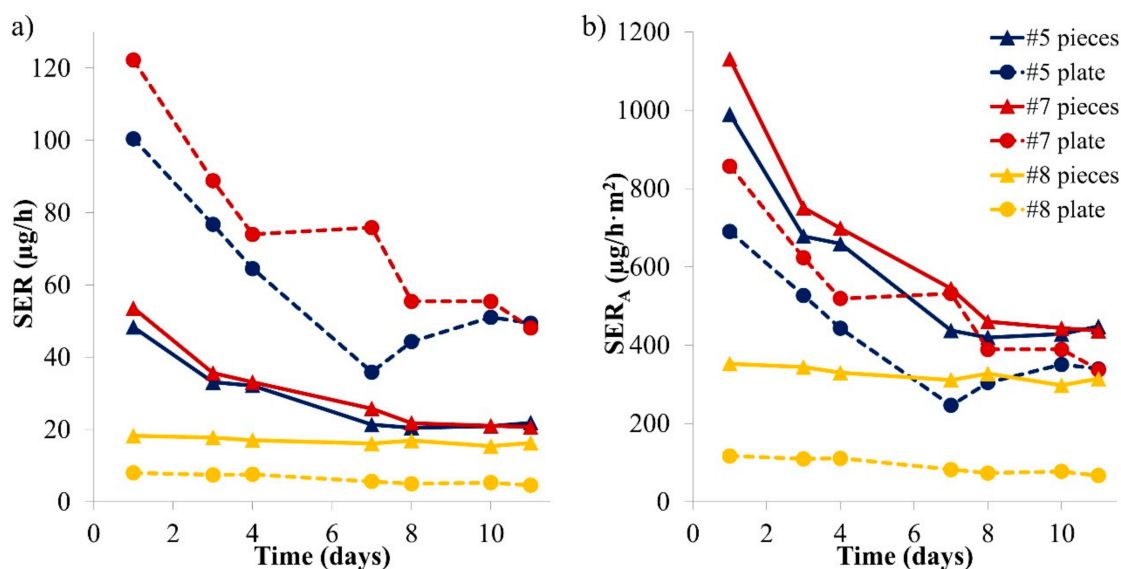 a)
SER (µg/h)
120
100
80
60
40
20
0
0 2 4 6 8 10
Time (days)
b)
SER_A (µg/h·m²)
1200
1000
800
600
400
200
0
0 2 4 6 8 10
Time (days)
#5 pieces
#5 plate
#7 pieces
#7 plate
#8 pieces
#8 plate